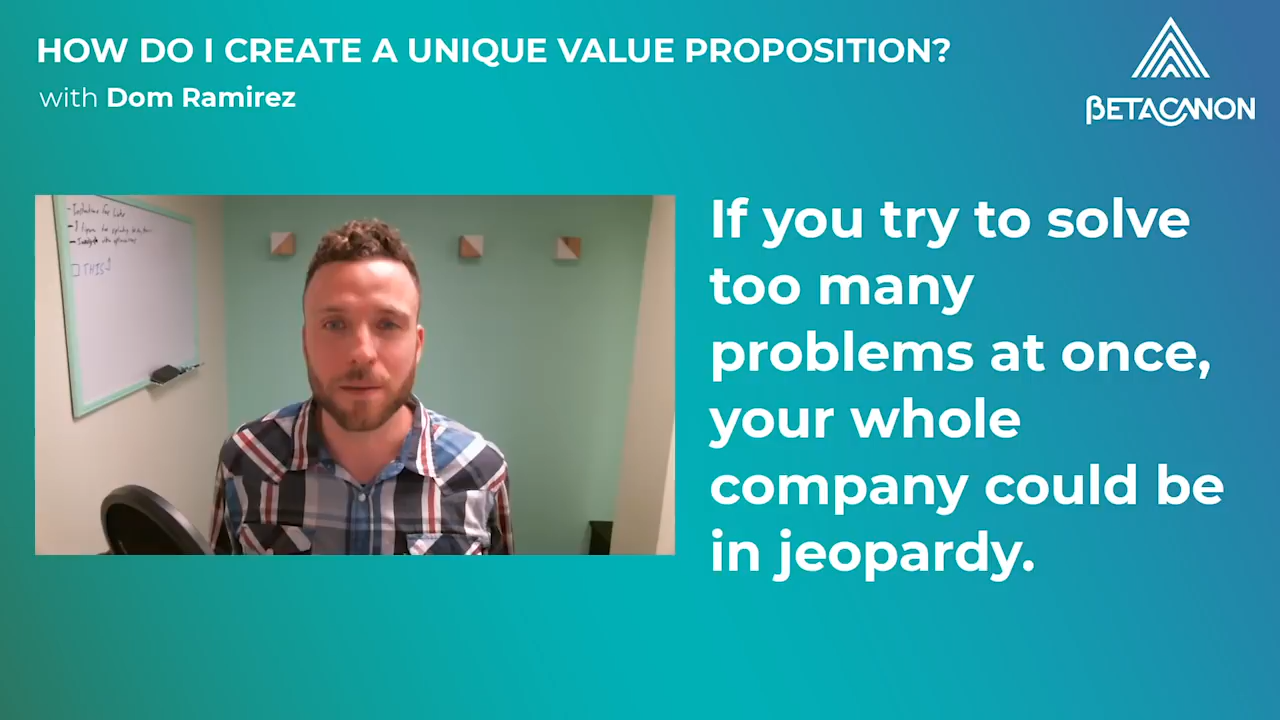 HOW DO I CREATE A UNIQUE VALUE PROPOSITION?
with Dom Ramirez
BETACANON
If you try to solve
too many
problems at once,
your whole
company could be
in jeopardy.
THIS